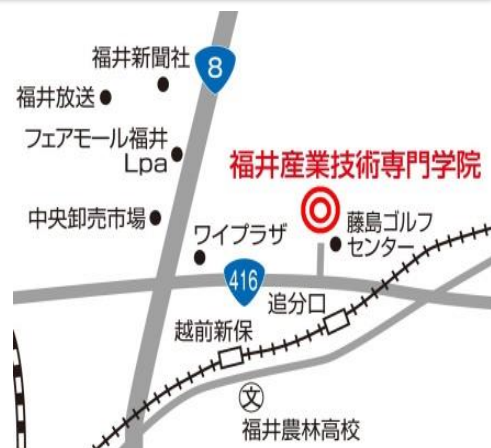 福井新聞社
8
福井放送
フェアモール福井
Lpa
福井産業技術専門学院
中央卸売市場
ワイプラザ
藤島ゴルフ
センター
416
追分口
越前新保
文
福井農林高校